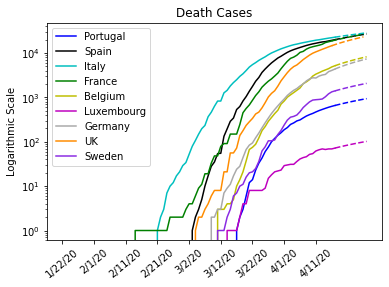 Death Cases
Logarithmic Scale
10⁴
10³
10²
10¹
10⁰
Portugal
Spain
Italy
France
Belgium
Luxembourg
Germany
UK
Sweden
1/22/20
2/1/20
2/11/20
2/21/20
3/2/20
3/12/20
3/22/20
4/1/20
4/11/20